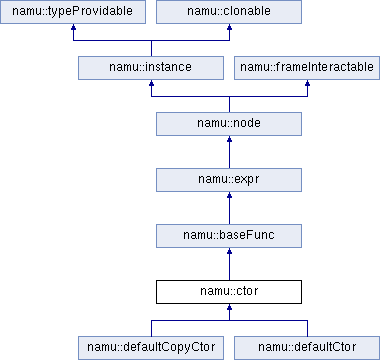 namu::typeProvidable namu::clonable
namu::instance namu::frameInteractable
namu::node
namu::expr
namu::baseFunc
namu::ctor
namu::defaultCopyCtor namu::defaultCtor